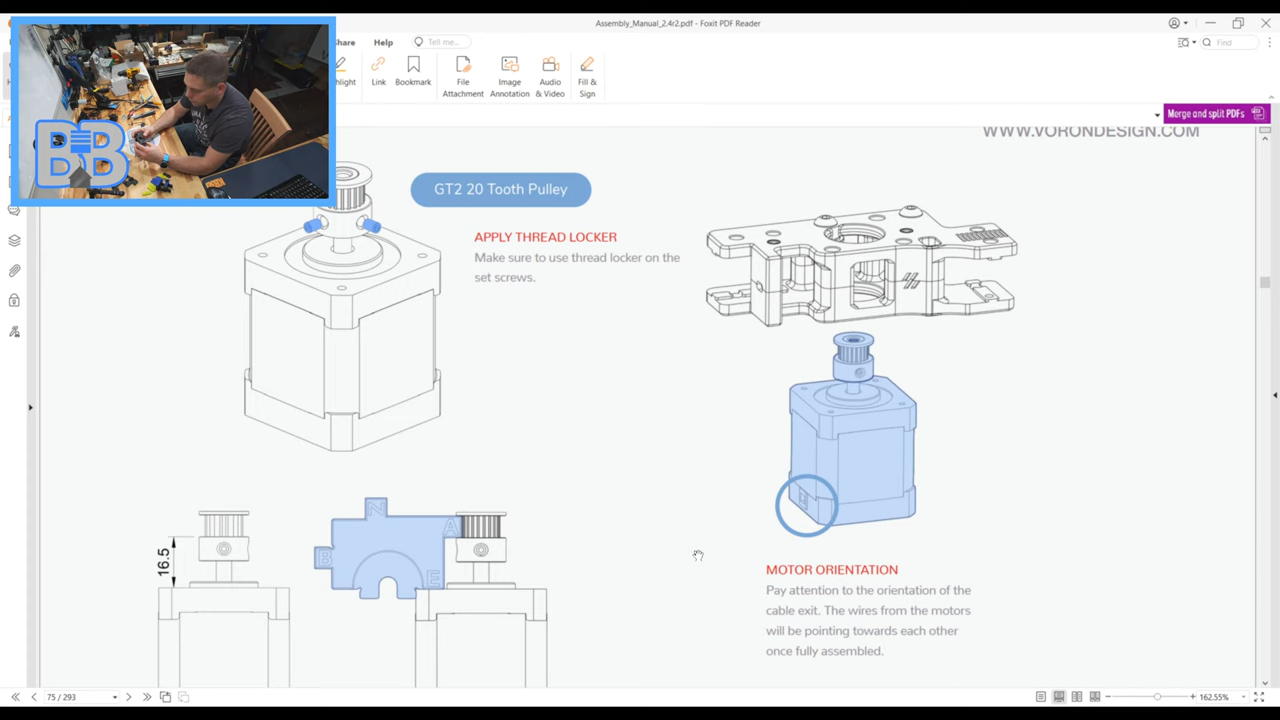 Assembly_Manual_2.4r2.pdf - Foxit PDF Reader
Share
Help
Tell me...
Find
Link
Bookmark
File
Attachment
Image
Annotation
Audio
& Video
Fill &
Sign
Merge and split PDFs
BB
WWW.VORONDESIGN.COM
GT2 20 Tooth Pulley
APPLY THREAD LOCKER
Make sure to use thread locker on the
set screws.
16.5
N
A
B
E
MOTOR ORIENTATION
Pay attention to the orientation of the
cable exit. The wires from the motors
will be pointing towards each other
once fully assembled.
75 / 293
162.55%